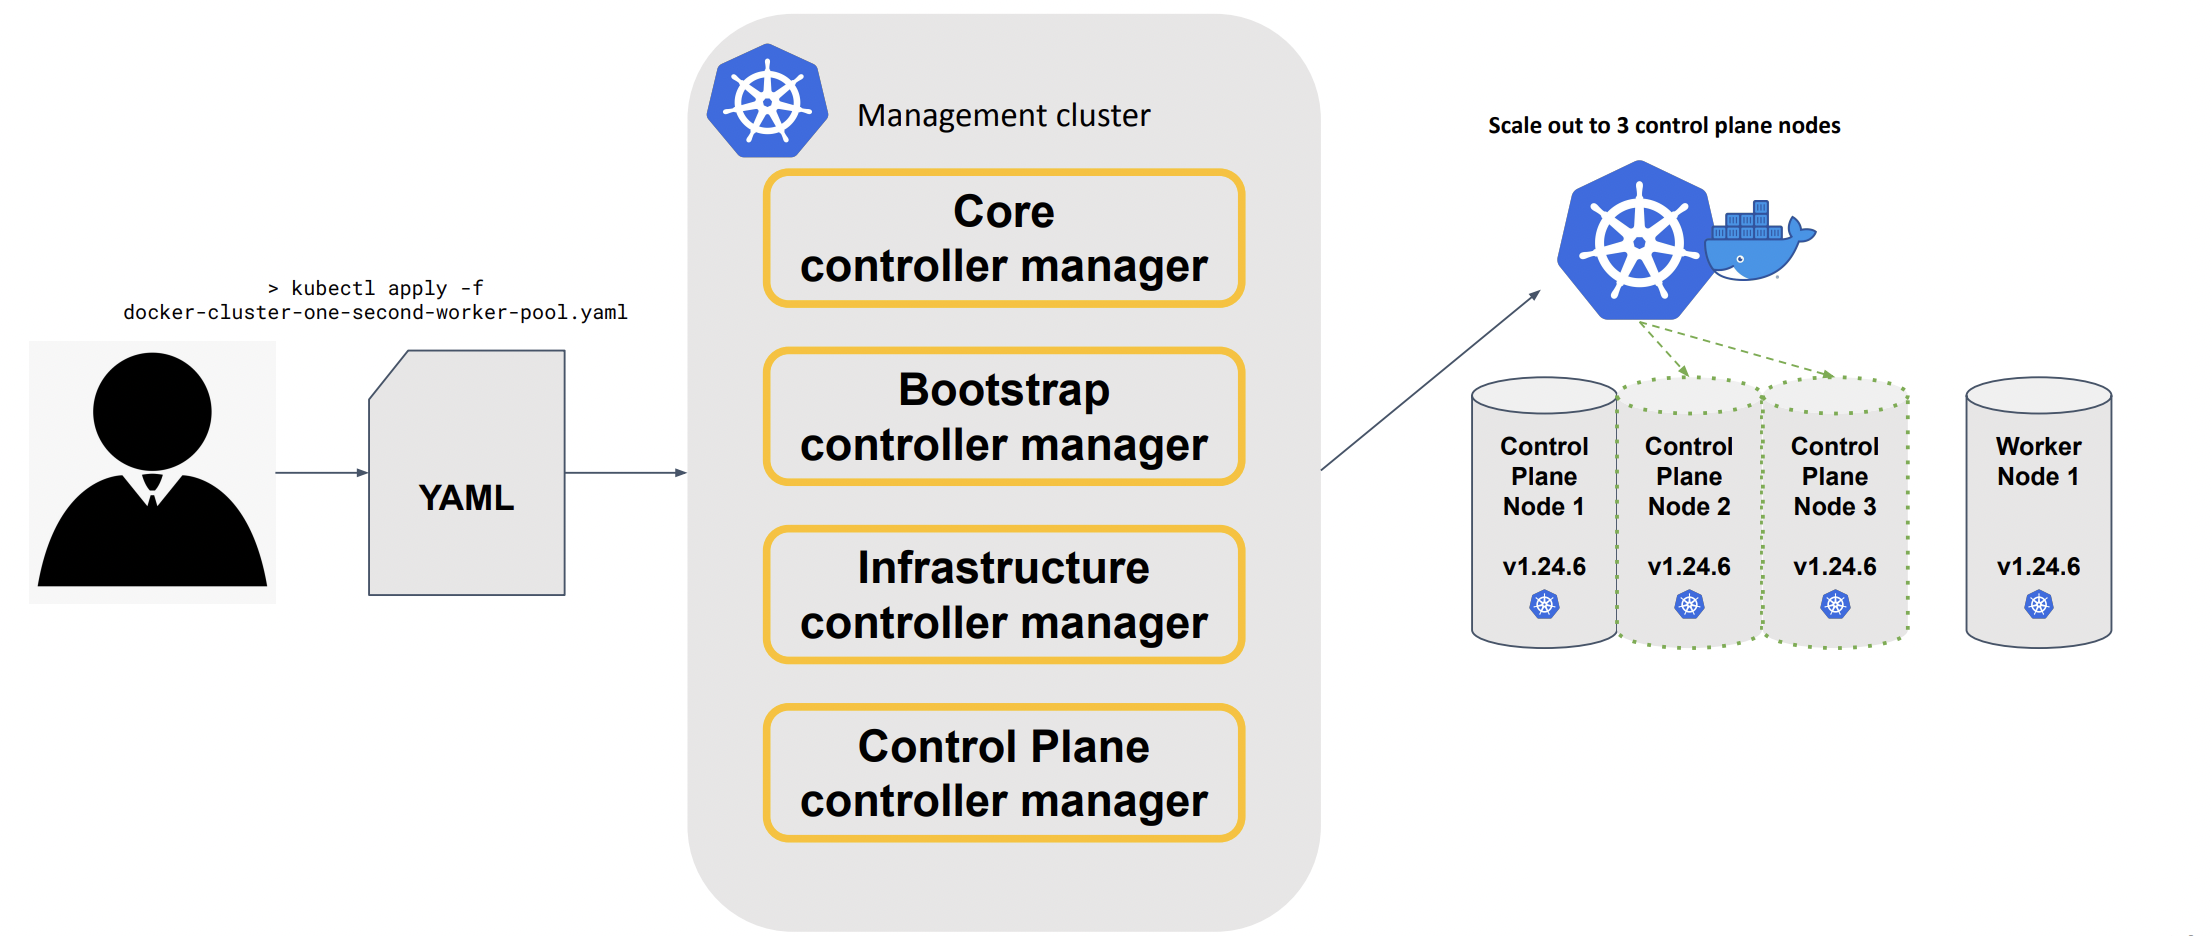 > kubectl apply -f
docker-cluster-one-second-worker-pool.yaml
YAML
Management cluster
Core
controller manager
Bootstrap
controller manager
Infrastructure
controller manager
Control Plane
controller manager
Scale out to 3 control plane nodes
Control
Plane
Node 1
v1.24.6
Control
Plane
Node 2
v1.24.6
Control
Plane
Node 3
v1.24.6
Worker
Node 1
v1.24.6